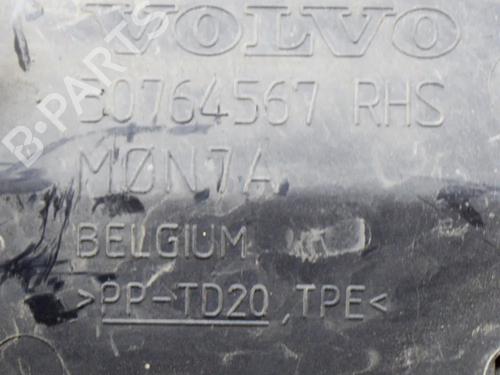 VOLVO
30764567 RHS
MØN7A
BELGIUM
>PP-TD20, TPE<
B-PARTS